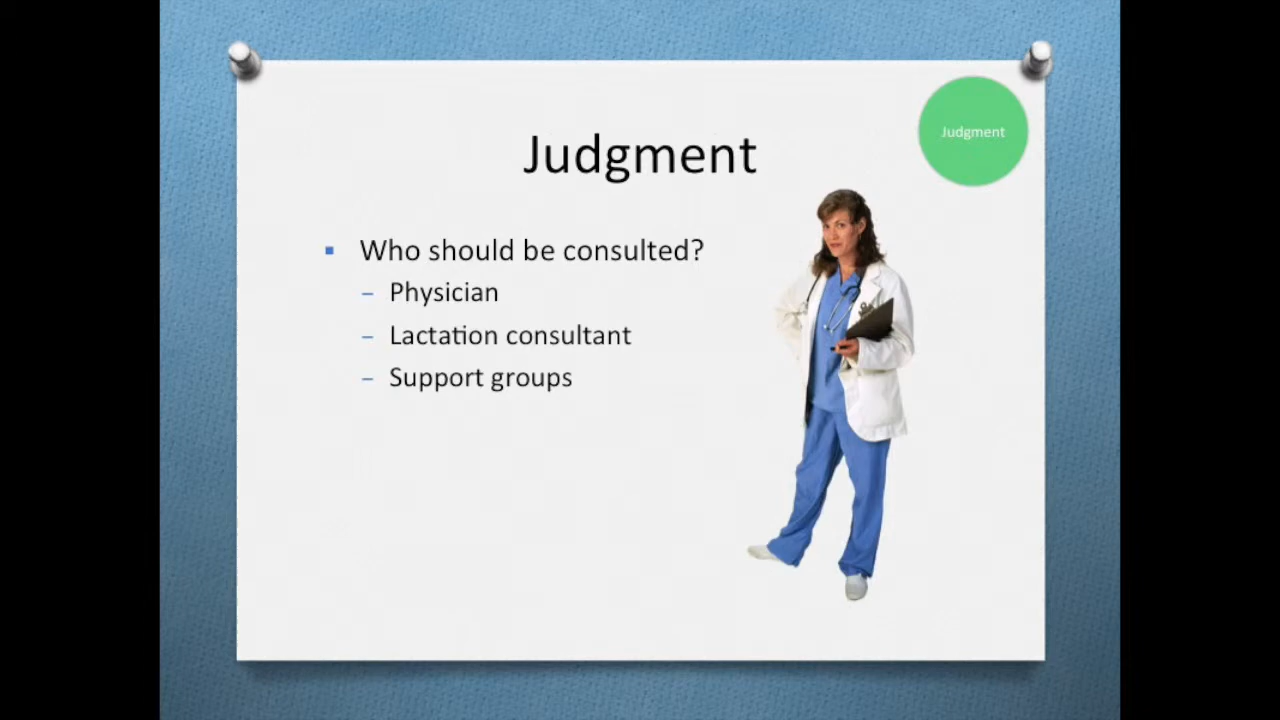 Judgment
Judgment
Who should be consulted?
Physician
Lactation consultant
Support groups